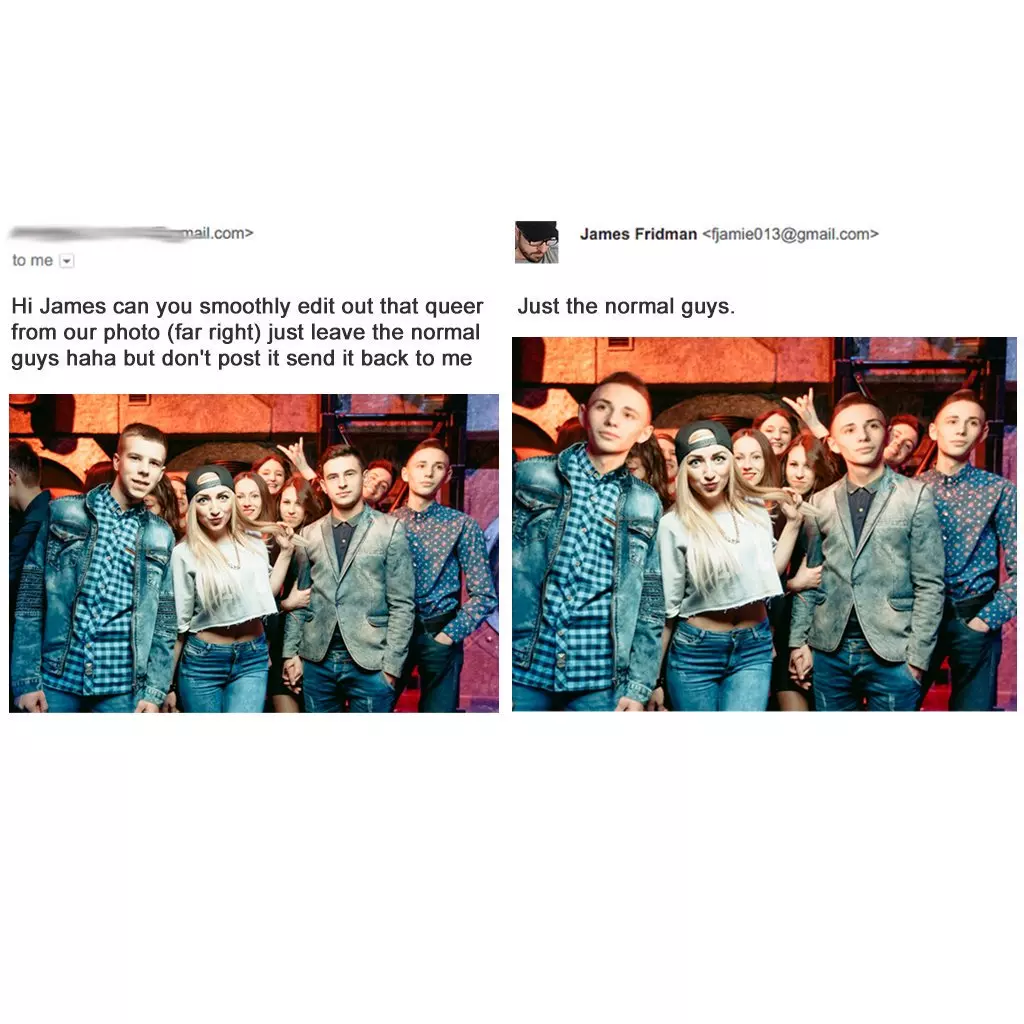 mail.com>
to me
Hi James can you smoothly edit out that queer
from our photo (far right) just leave the normal
guys haha but don't post it send it back to me
James Fridman <fjamie013@gmail.com>
Just the normal guys.